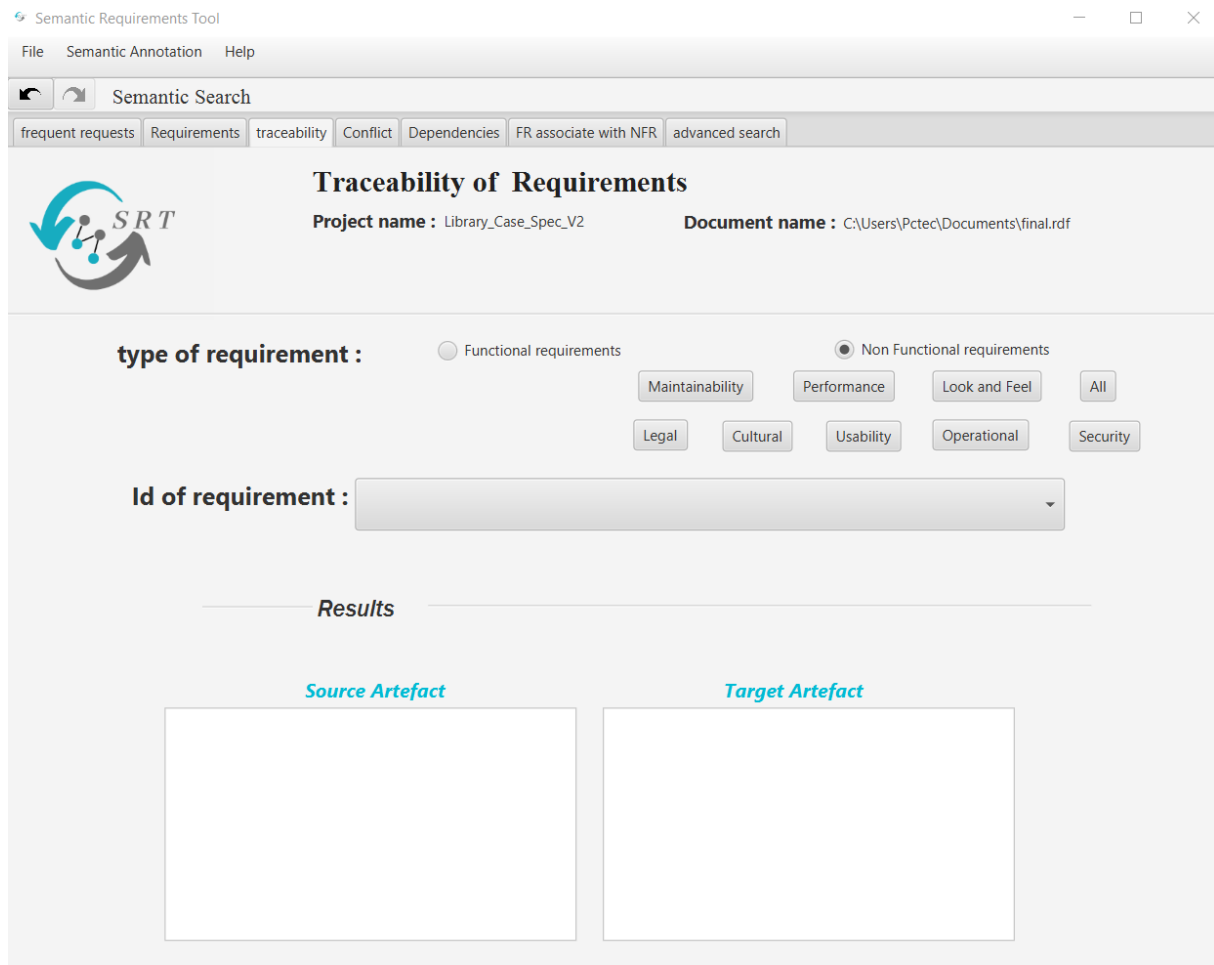 Semantic Requirements Tool
File Semantic Annotation Help
Semantic Search
frequent requests Requirements traceability Conflict Dependencies FR associate with NFR advanced search
SRT
Traceability of Requirements
Project name : Library_Case_Spec_V2 Document name : C:\Users\Pctec\Documents\final.rdf
type of requirement : Functional requirements Non Functional requirements
Maintainability Performance Look and Feel All
Legal Cultural Usability Operational Security
Id of requirement :
Results
Source Artefact Target Artefact